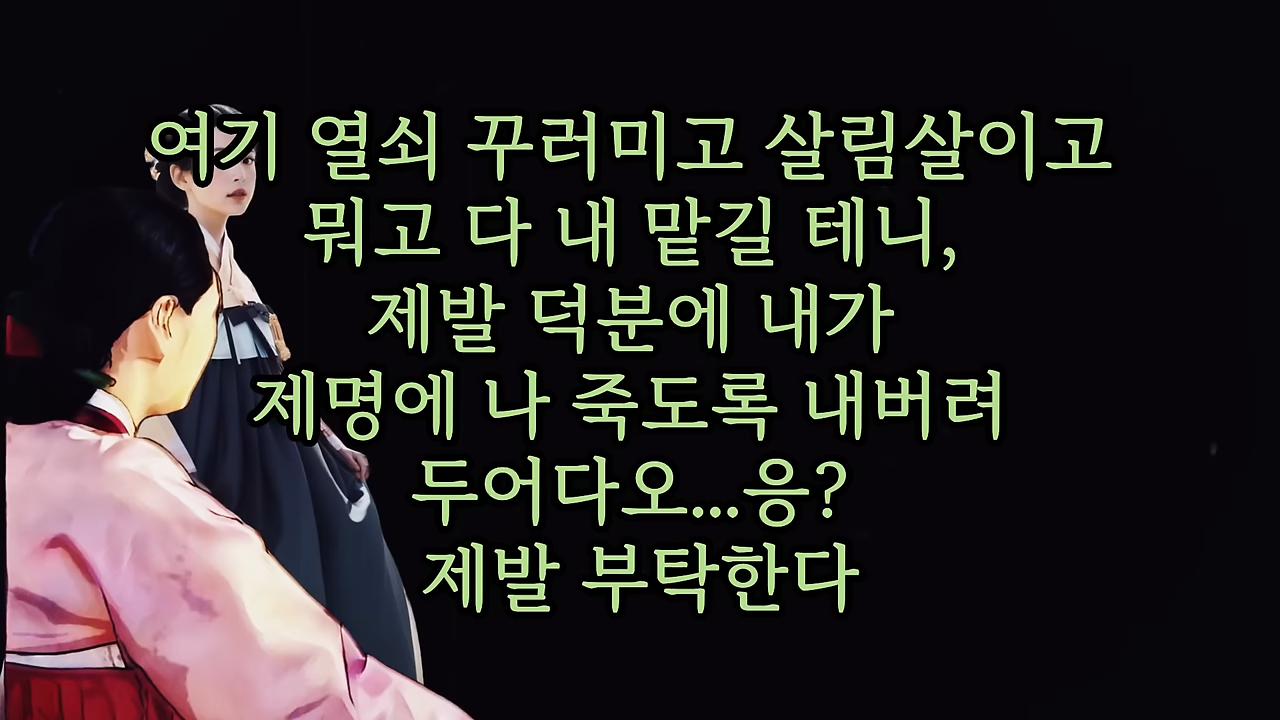 여기 열쇠 꾸러미고 살림살이고
뭐고 다 내 맡길 테니,
제발 덕분에 내가
제명에 나 죽도록 내버려
두어다오...응?
제발 부탁한다